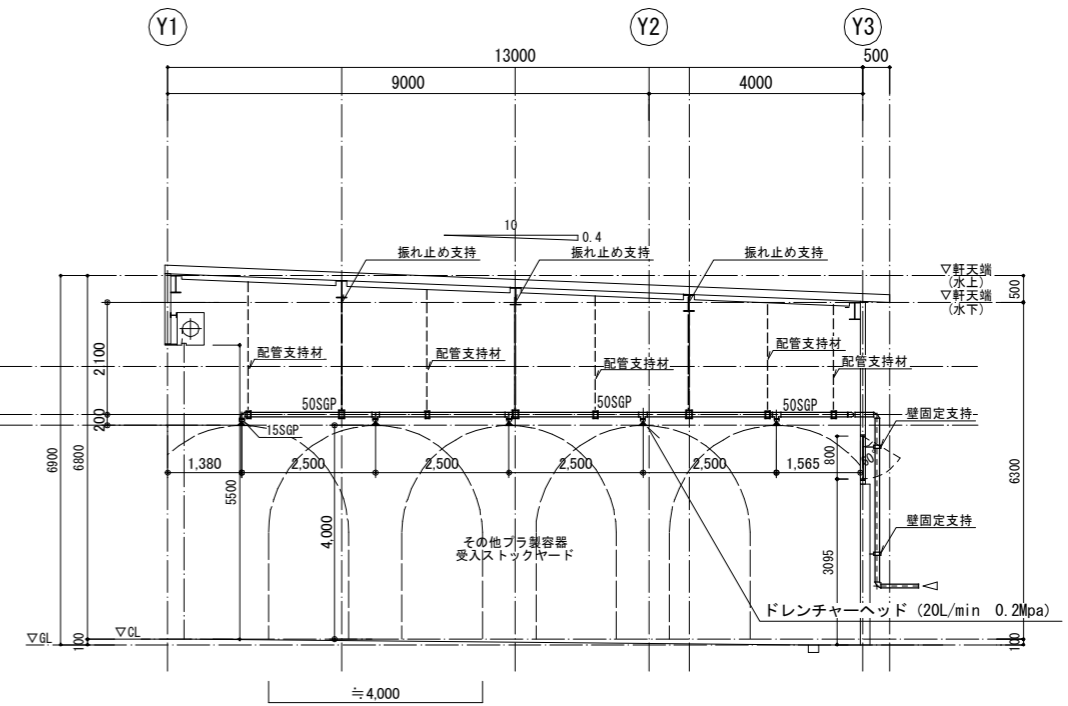 Y1
Y2
Y3
13000
500
9000
4000
10
0.4
振れ止め支持
振れ止め支持
振れ止め支持
▽軒天端
(水上)
▽軒天端
(水下)
500
2,100
配管支持材
配管支持材
配管支持材
配管支持材
配管支持材
50SGP
50SGP
50SGP
15SGP
200
壁固定支持
6900
6800
5500
1,380
2,500
2,500
2,500
2,500
1,565
800
6300
4,000
その他プラ製容器
受入ストックヤード
壁固定支持
3095
ドレンチャーヘッド (20L/min 0.2Mpa)
▽GL
▽CL
100
100
≒4,000